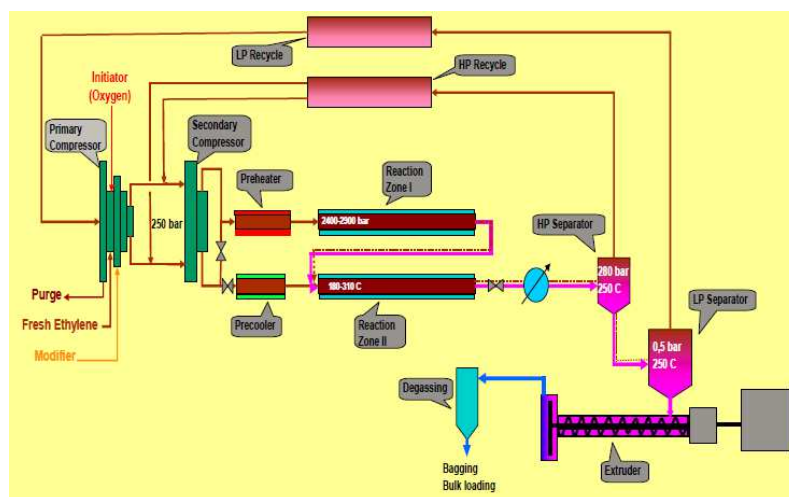 LP Recycle
HP Recycle
Initiator
(Oxygen)
Primary
Compressor
Secondary
Compressor
Preheater
Reaction
Zone I
250 bar
2400-2900 bar
HP Separator
280 bar
250 C
180-310 C
Purge
Fresh Ethylene
Modifier
Precooler
Reaction
Zone II
LP Separator
0,5 bar
250 C
Degassing
Extruder
Bagging
Bulk loading